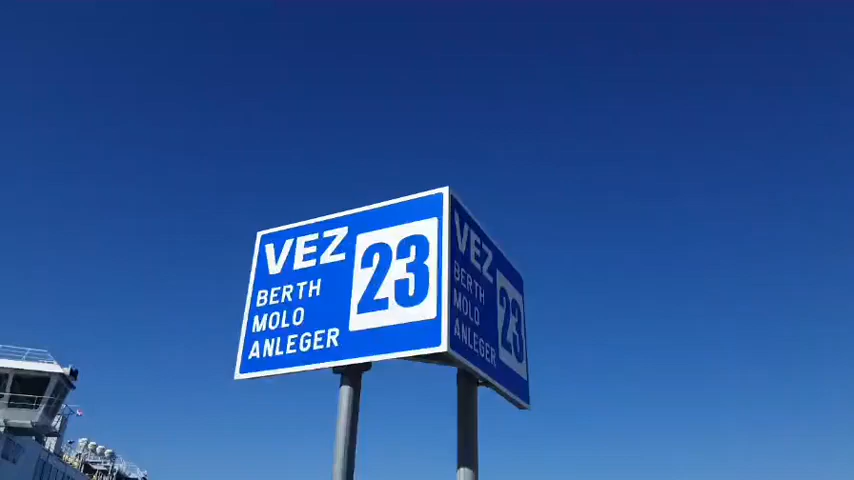 VEZ
23
BERTH
MOLO
ANLEGER
VEZ
23
BERTH
MOLO
ANLEGER